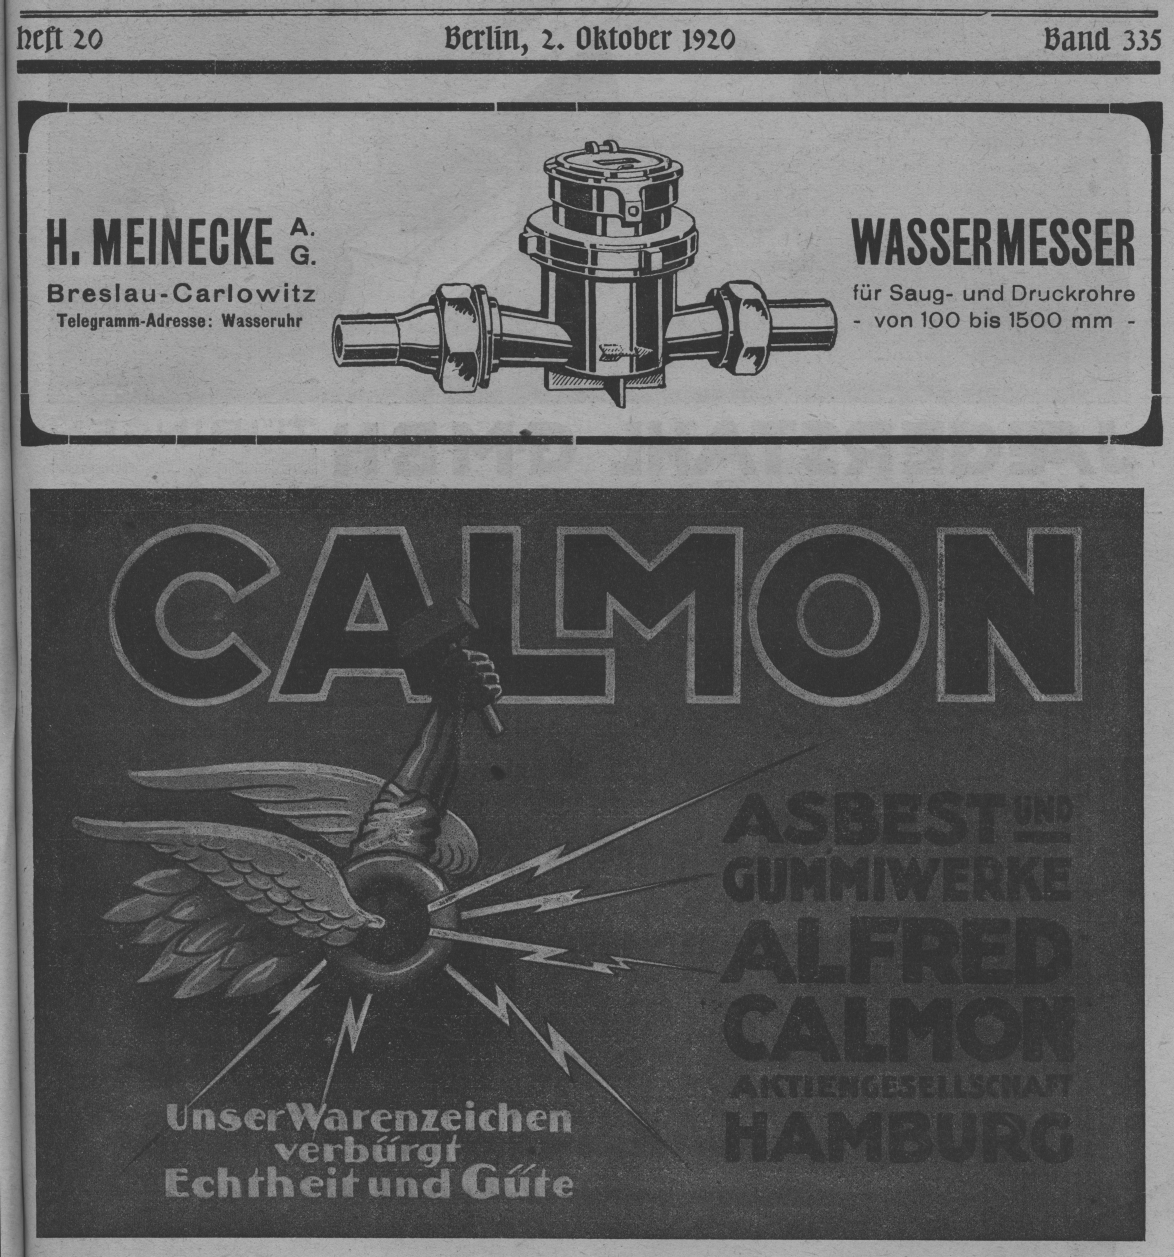 Heft 20 Berlin, 2. Oktober 1920 Band 335
H. MEINECKE A. G.
Breslau-Carlowitz
Telegramm-Adresse: Wasseruhr
WASSERMESSER
für Saug- und Druckrohre
- von 100 bis 1500 mm -
CALMON
ASBEST UND
GUMMIWERKE
ALFRED
CALMON
AKTIENGESELLSCHAFT
HAMBURG
Unser Warenzeichen
verbürgt
Echtheit und Güte